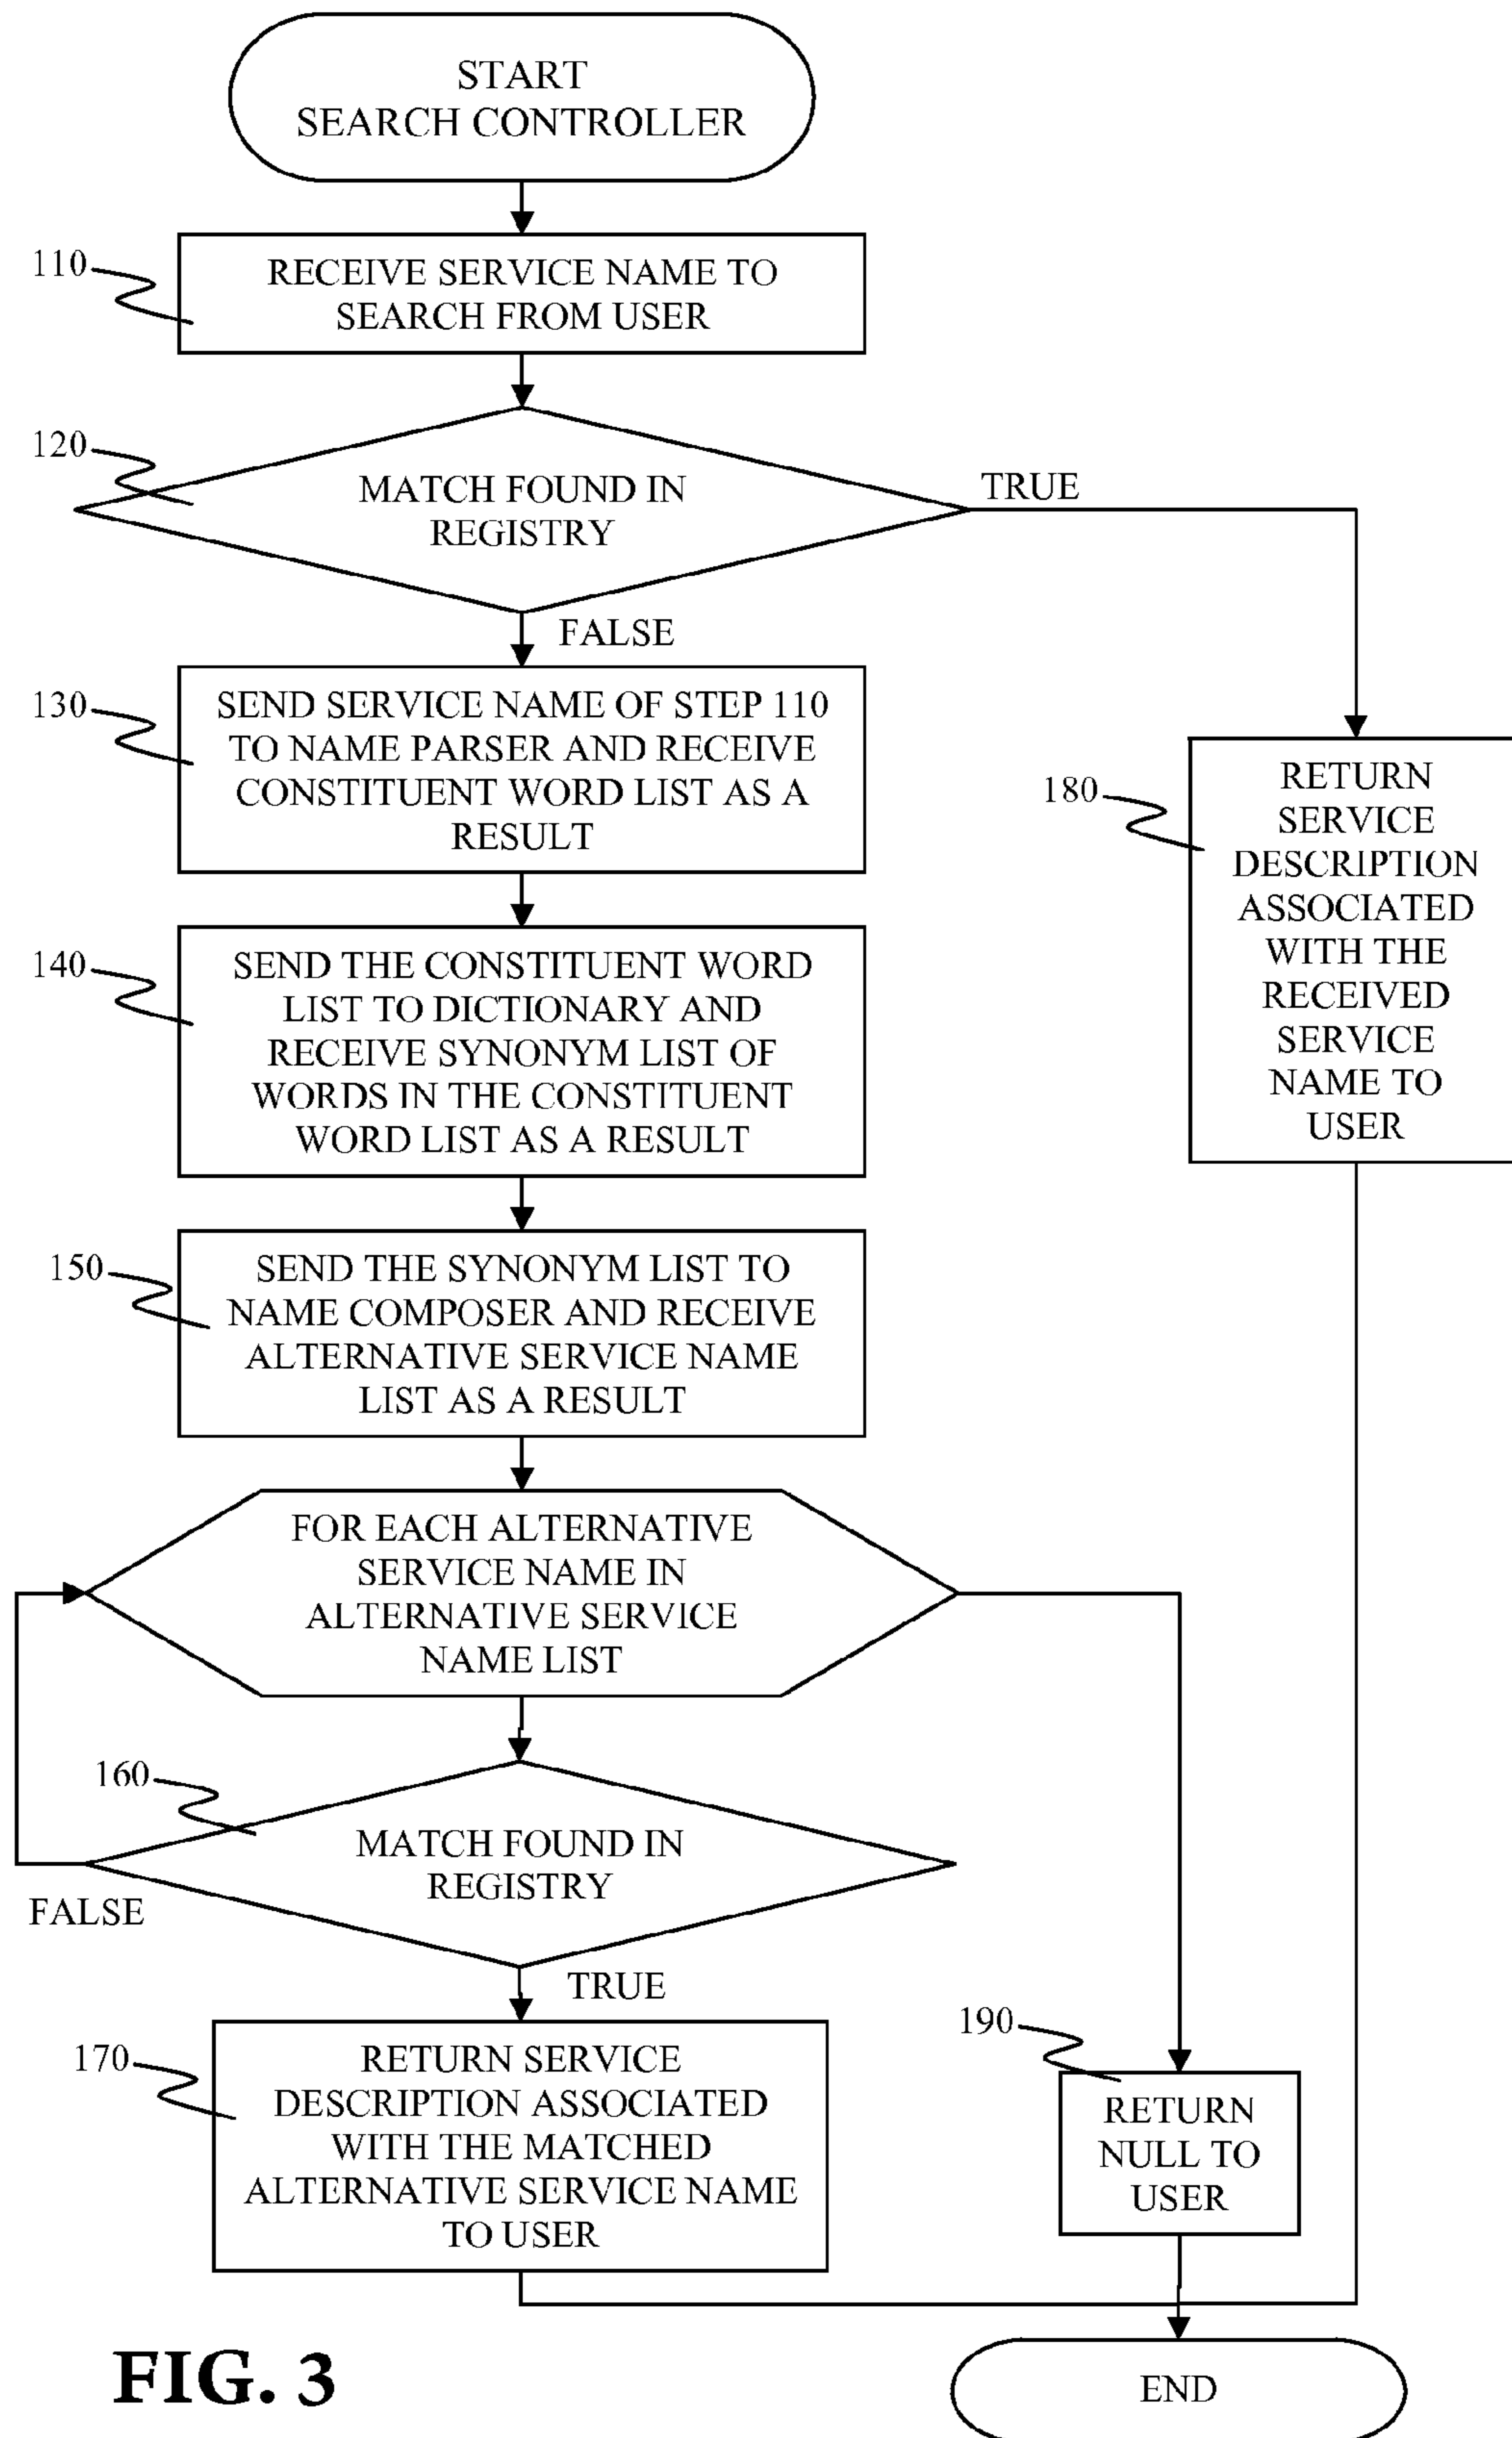 START
SEARCH CONTROLLER
110
RECEIVE SERVICE NAME TO
SEARCH FROM USER
120
MATCH FOUND IN
REGISTRY
TRUE
FALSE
130
SEND SERVICE NAME OF STEP 110
TO NAME PARSER AND RECEIVE
CONSTITUENT WORD LIST AS A
RESULT
180
RETURN
SERVICE
DESCRIPTION
ASSOCIATED
WITH THE
RECEIVED
SERVICE
NAME TO
USER
140
SEND THE CONSTITUENT WORD
LIST TO DICTIONARY AND
RECEIVE SYNONYM LIST OF
WORDS IN THE CONSTITUENT
WORD LIST AS A RESULT
150
SEND THE SYNONYM LIST TO
NAME COMPOSER AND RECEIVE
ALTERNATIVE SERVICE NAME
LIST AS A RESULT
FOR EACH ALTERNATIVE
SERVICE NAME IN
ALTERNATIVE SERVICE
NAME LIST
160
MATCH FOUND IN
REGISTRY
FALSE
TRUE
170
RETURN SERVICE
DESCRIPTION ASSOCIATED
WITH THE MATCHED
ALTERNATIVE SERVICE NAME
TO USER
190
RETURN
NULL TO
USER
FIG. 3
END